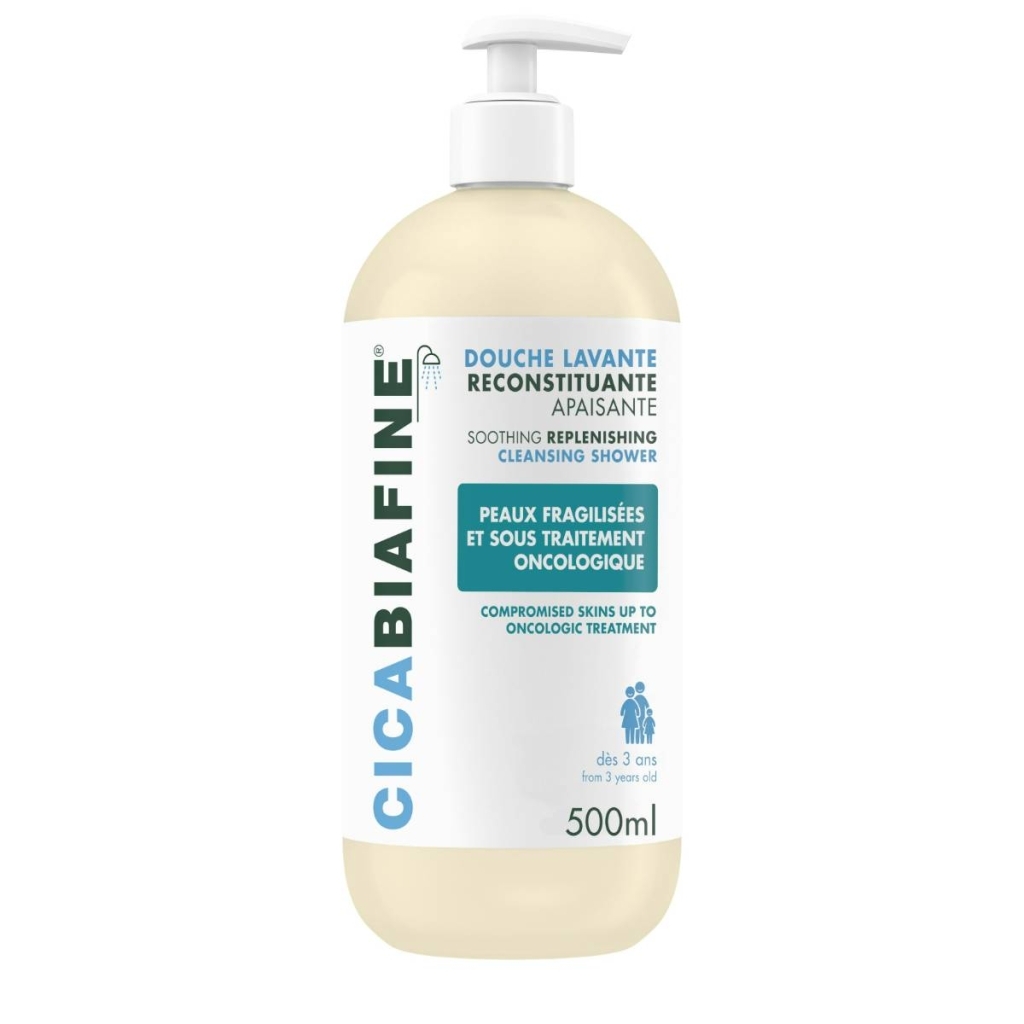 CICABIAFINE®
DOUCHE LAVANTE
RECONSTITUANTE
APAISANTE
SOOTHING REPLENISHING
CLEANSING SHOWER
PEAUX FRAGILISÉES
ET SOUS TRAITEMENT
ONCOLOGIQUE
COMPROMISED SKINS UP TO
ONCOLOGIC TREATMENT
dès 3 ans
from 3 years old
500ml